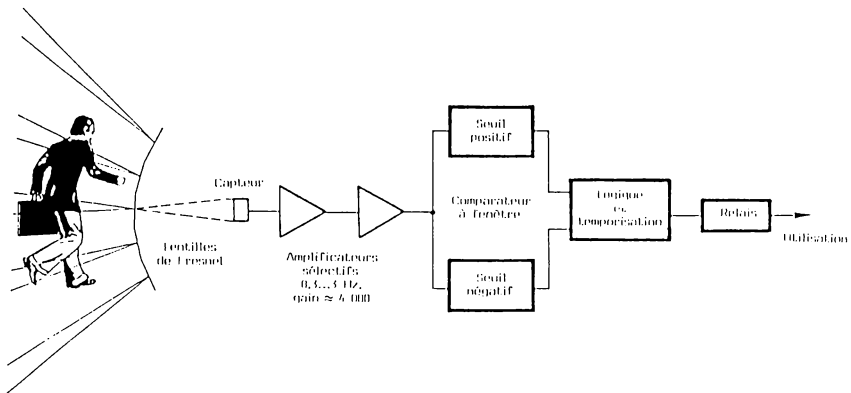 Capteur
Lentilles
de Fresnel
Amplificateurs
sélectifs
0,3...3 Hz,
gain ≈ 4 000
Seuil
positif
Comparateur
à fenêtre
Seuil
négatif
Logique
et
temporisation
Relais
Utilisation